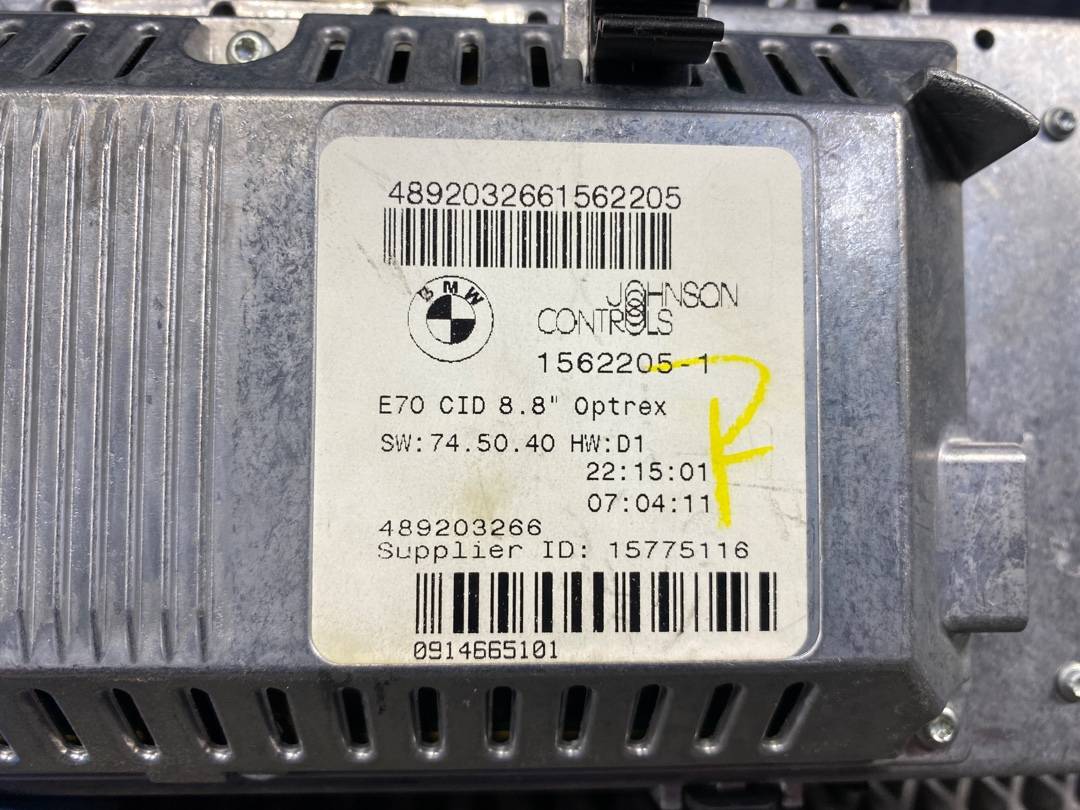 4892032661562205
BMW
JOHNSON
CONTROLS
1562205-1
E70 CID 8.8" Optrex
SW:74.50.40 HW:D1
22:15:01
07:04:11
R
489203266
Supplier ID: 15775116
0914665101